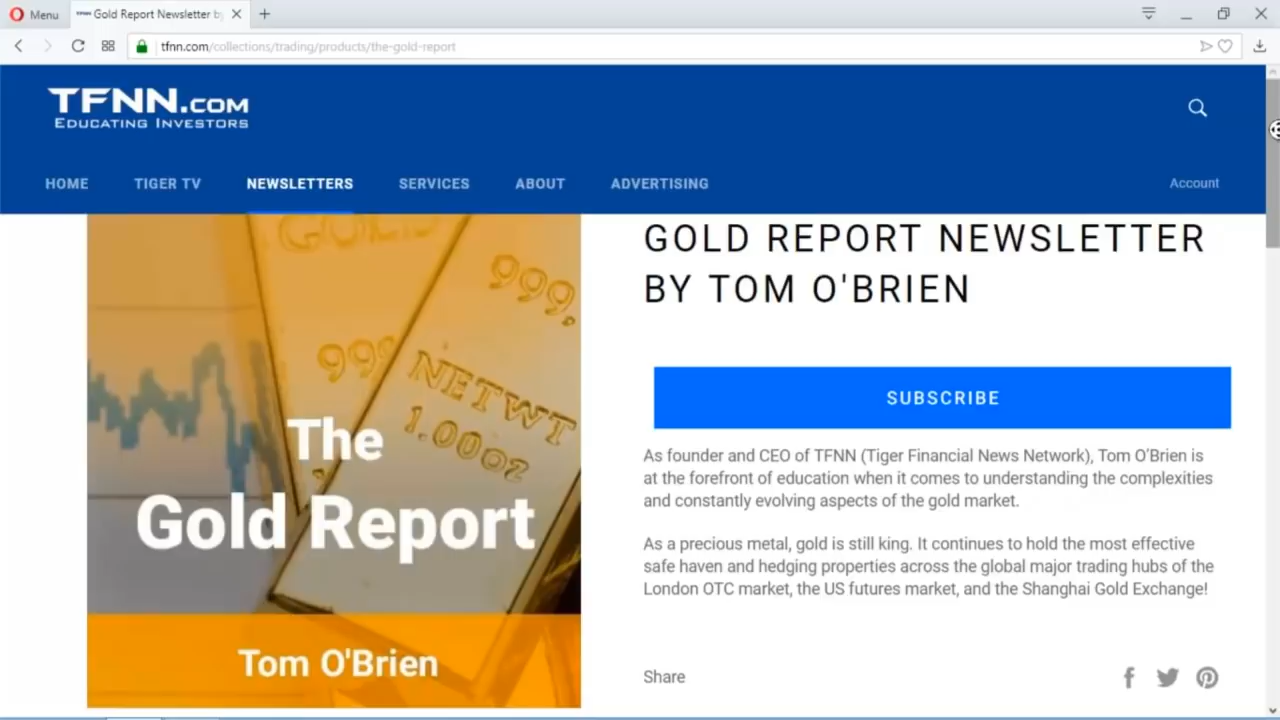 Menu
Gold Report Newsletter b
tfnn.com/collections/trading/products/the-gold-report
TFNN.COM
EDUCATING INVESTORS
HOME TIGER TV NEWSLETTERS SERVICES ABOUT ADVERTISING Account
GOLD REPORT NEWSLETTER
BY TOM O'BRIEN
SUBSCRIBE
As founder and CEO of TFNN (Tiger Financial News Network), Tom O'Brien is
at the forefront of education when it comes to understanding the complexities
and constantly evolving aspects of the gold market.
As a precious metal, gold is still king. It continues to hold the most effective
safe haven and hedging properties across the global major trading hubs of the
London OTC market, the US futures market, and the Shanghai Gold Exchange!
Share
GOLD
999,
999
NETWT
1.00OZ
The
Gold Report
Tom O'Brien